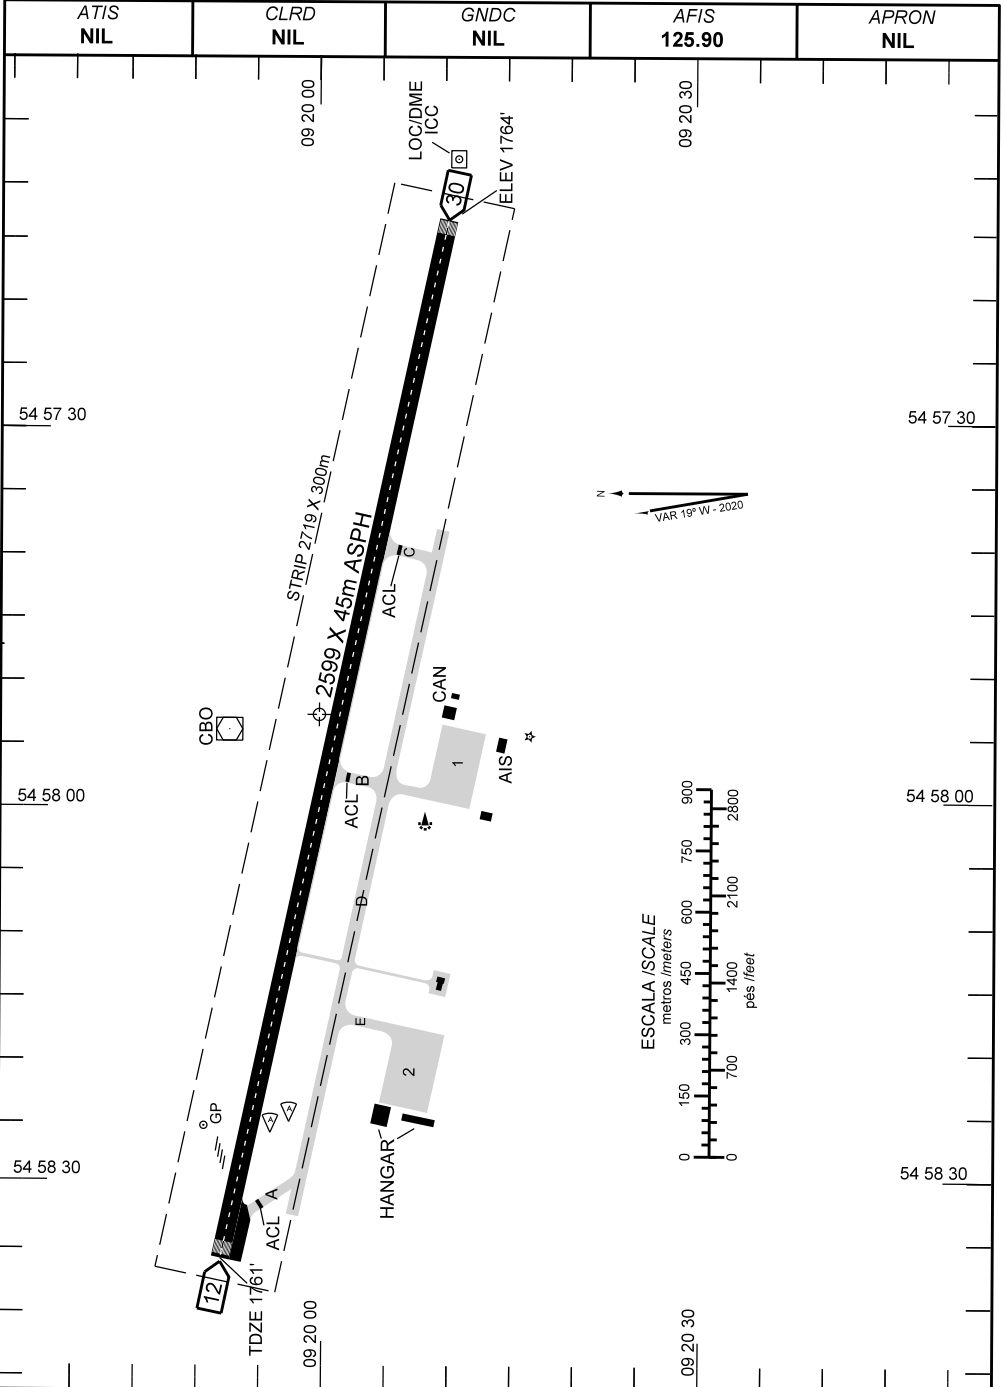 ATIS
NIL
CLRD
NIL
GNDC
NIL
AFIS
125.90
APRON
NIL
09 20 00
LOC/DME
ICC
ELEV 1764'
09 20 30
30
54 57 30
54 57 30
STRIP 2719 X 300m
2599 X 45m ASPH
N
VAR 19º W - 2020
C
ACL
CAN
CBO
1
AIS
B
ACL
54 58 00
54 58 00
D
E
2
ESCALA /SCALE
metros /meters
0 150 300 450 600 750 900
0 700 1400 2100 2800
pés /feet
GP
A
A
HANGAR
54 58 30
54 58 30
A
ACL
12
TDZE 1761'
09 20 00
09 20 30